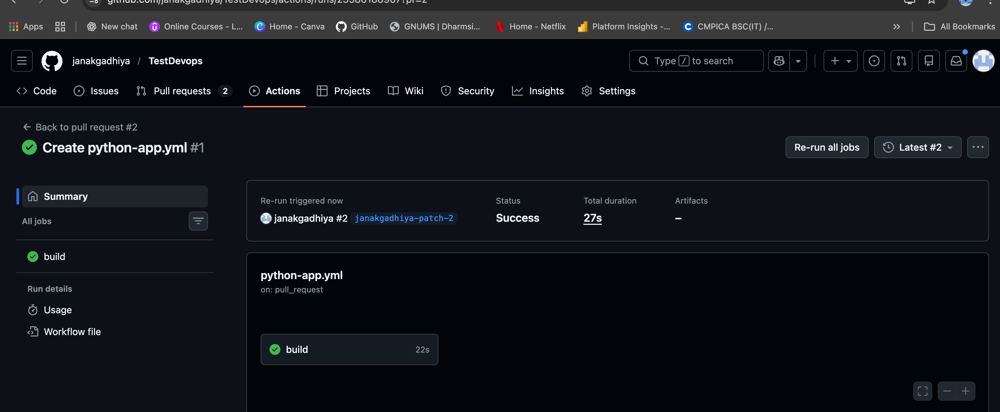 github.com/janakgadhiya/TestDevops/actions/runs/23586188967?pr=2
Apps New chat Online Courses - L... Home - Canva GitHub GNUMS | Dharmsi... Home - Netflix Platform Insights -... CMPICA BSC(IT) /... » All Bookmarks
janakgadhiya / TestDevops Type / to search
Code Issues Pull requests 2 Actions Projects Wiki Security Insights Settings
← Back to pull request #2
Create python-app.yml #1 Re-run all jobs Latest #2 ...
Summary
All jobs
build
Run details
Usage
Workflow file
Re-run triggered now Status Total duration Artifacts
janakgadhiya #2 janakgadhiya-patch-2 Success 27s –
python-app.yml
on: pull_request
build 22s